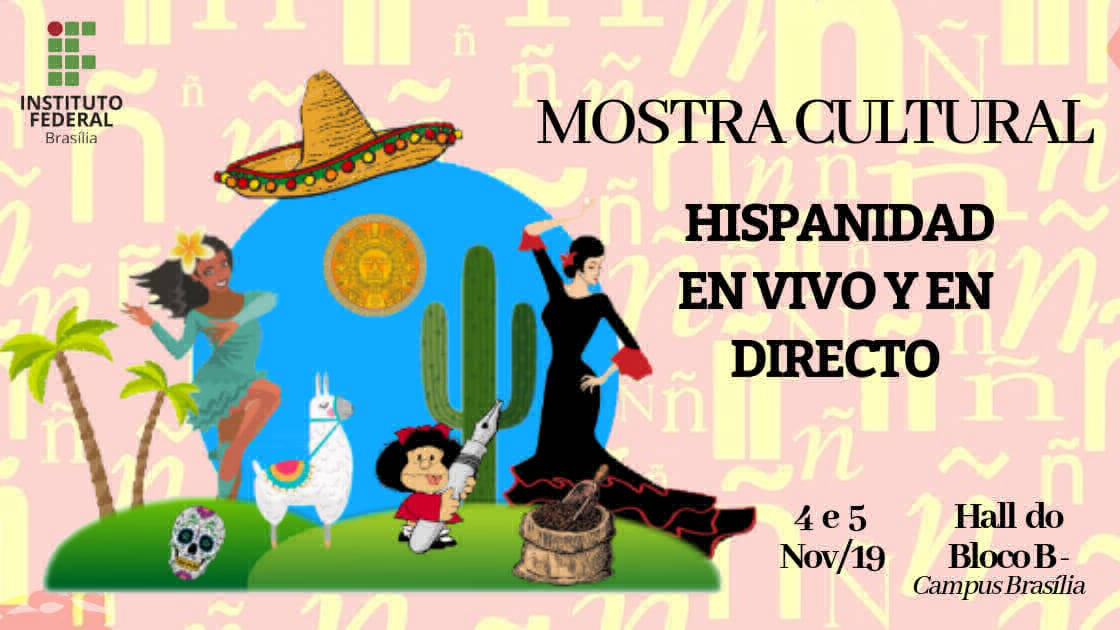 INSTITUTO
FEDERAL
Brasília
MOSTRA CULTURAL
HISPANIDAD
EN VIVO Y EN
DIRECTO
4 e 5
Nov/19
Hall do
Bloco B -
Campus Brasília